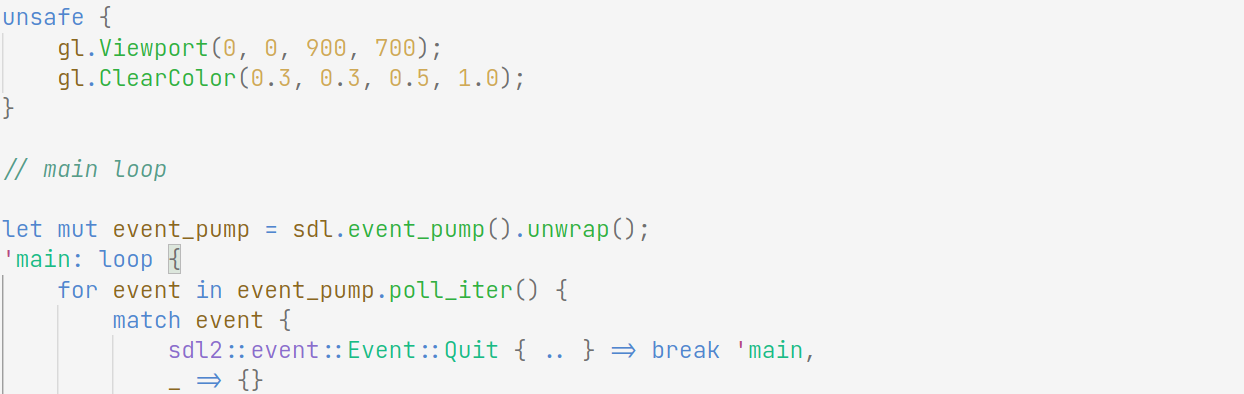 unsafe {
    gl.Viewport(0, 0, 900, 700);
    gl.ClearColor(0.3, 0.3, 0.5, 1.0);
}
// main loop
let mut event_pump = sdl.event_pump().unwrap();
'main: loop {
    for event in event_pump.poll_iter() {
        match event {
            sdl2::event::Event::Quit { .. } => break 'main,
            _ => {}